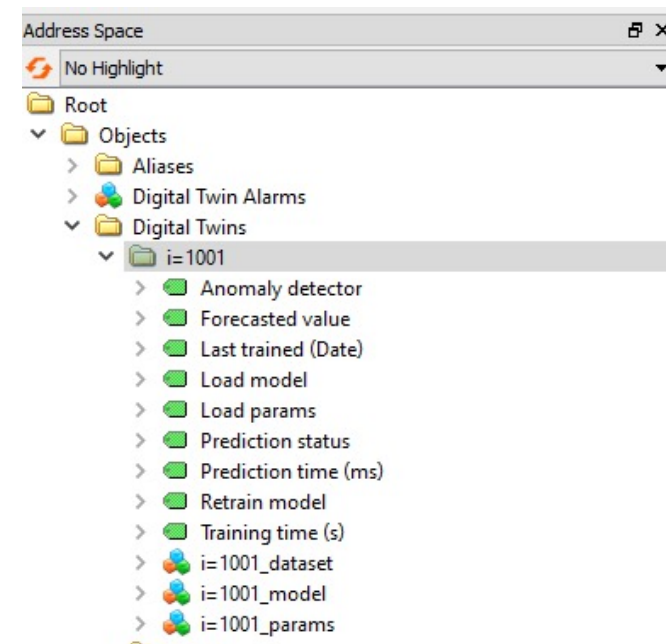 Address Space
No Highlight
Root
Objects
Aliases
Digital Twin Alarms
Digital Twins
i=1001
Anomaly detector
Forecasted value
Last trained (Date)
Load model
Load params
Prediction status
Prediction time (ms)
Retrain model
Training time (s)
i=1001_dataset
i=1001_model
i=1001_params